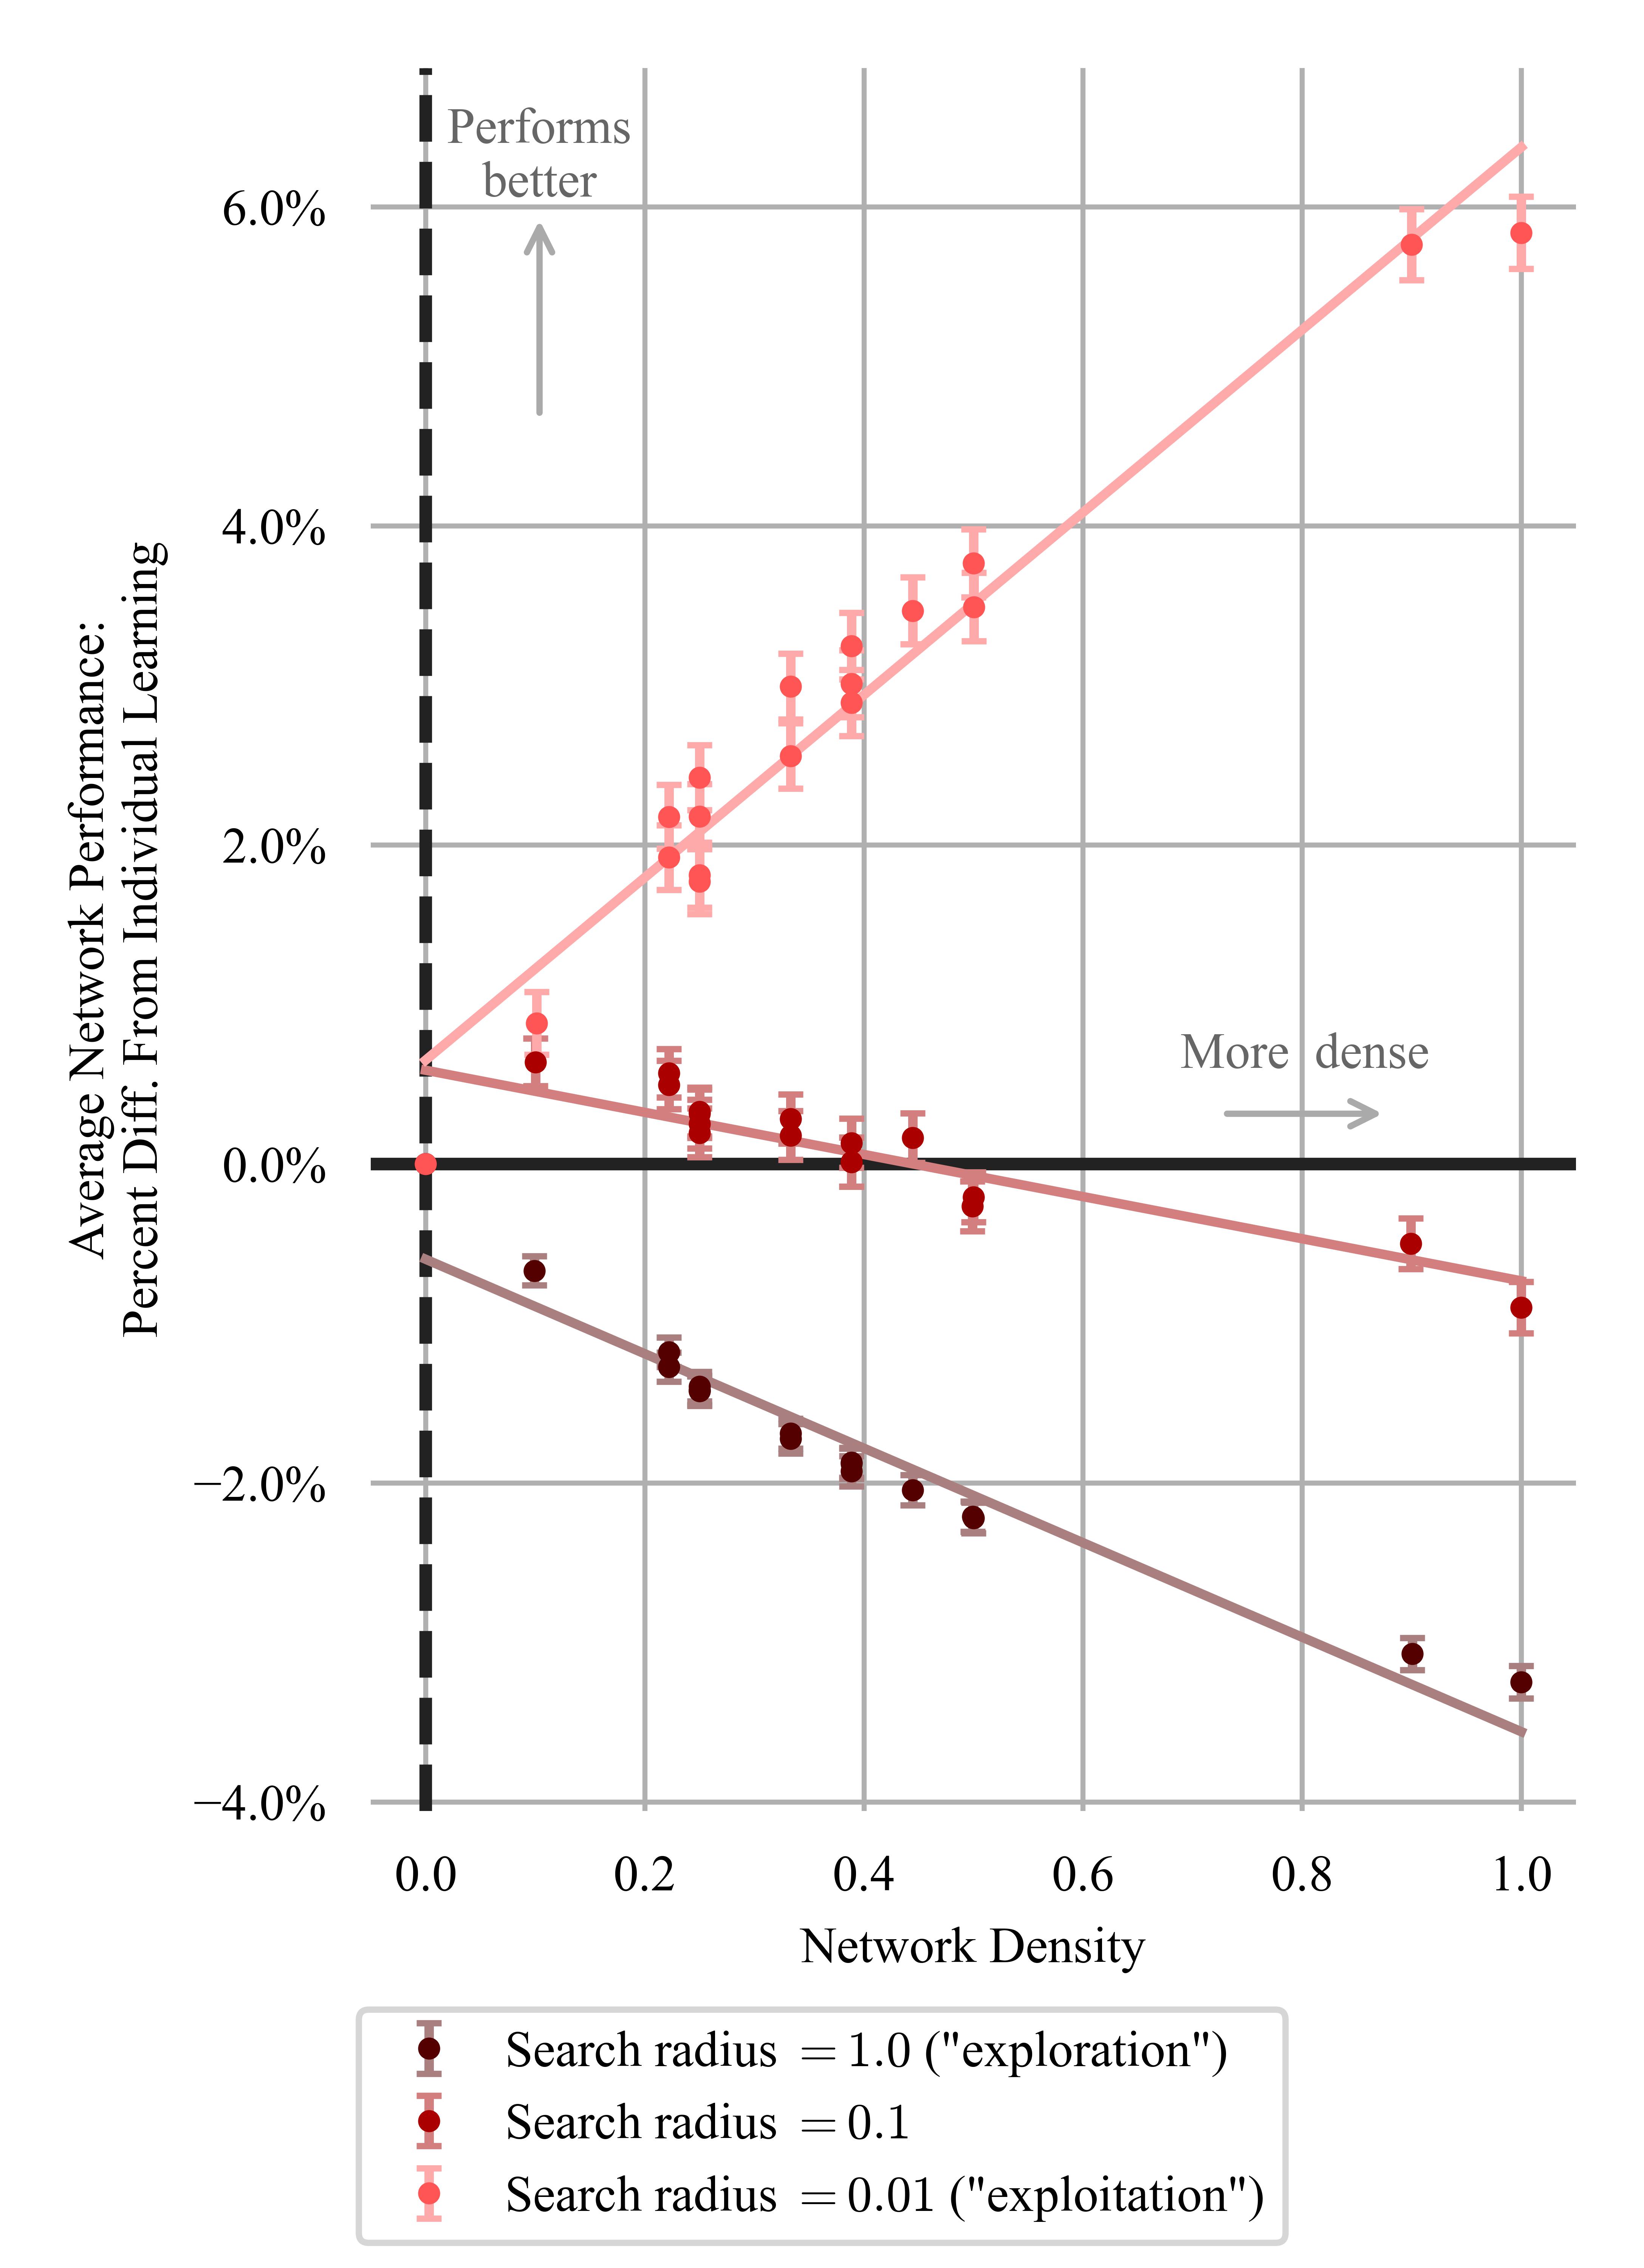 Performs
better
6.0%
4.0%
2.0%
0.0%
−2.0%
−4.0%
Average Network Performance:
Percent Diff. From Individual Learning
More dense
0.0 0.2 0.4 0.6 0.8 1.0
Network Density
Search radius = 1.0 ("exploration")
Search radius = 0.1
Search radius = 0.01 ("exploitation")